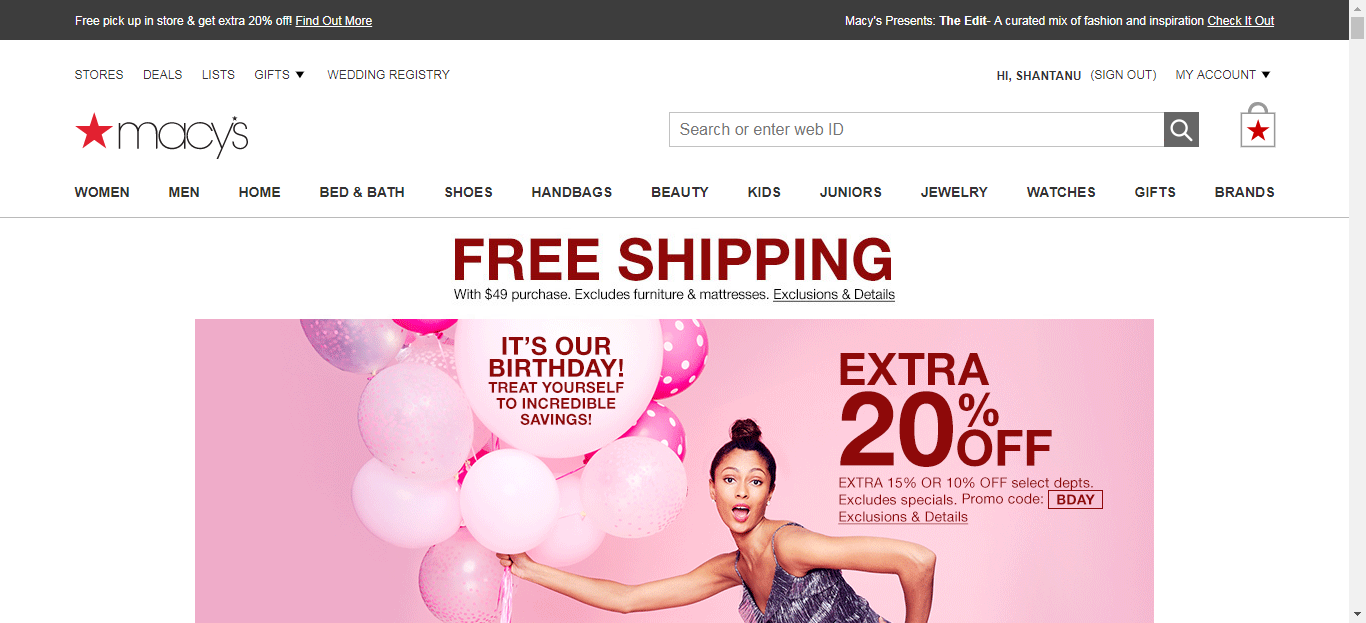 Free pick up in store & get extra 20% off! Find Out More
Macy's Presents: The Edit- A curated mix of fashion and inspiration Check It Out
STORES DEALS LISTS GIFTS WEDDING REGISTRY
HI, SHANTANU (SIGN OUT) MY ACCOUNT
macy's
Search or enter web ID
WOMEN MEN HOME BED & BATH SHOES HANDBAGS BEAUTY KIDS JUNIORS JEWELRY WATCHES GIFTS BRANDS
FREE SHIPPING
With $49 purchase. Excludes furniture & mattresses. Exclusions & Details
IT'S OUR
BIRTHDAY!
TREAT YOURSELF
TO INCREDIBLE
SAVINGS!
EXTRA
20% OFF
EXTRA 15% OR 10% OFF select depts.
Excludes specials. Promo code: BDAY
Exclusions & Details